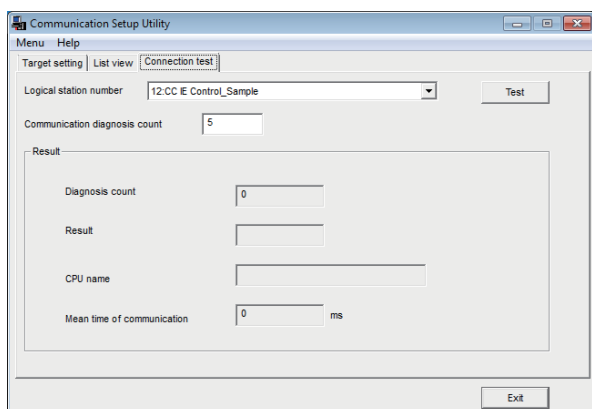 Communication Setup Utility
Menu Help
Target setting List view Connection test
Logical station number 12:CC IE Control_Sample Test
Communication diagnosis count 5
Result
Diagnosis count 0
Result
CPU name
Mean time of communication 0 ms
Exit